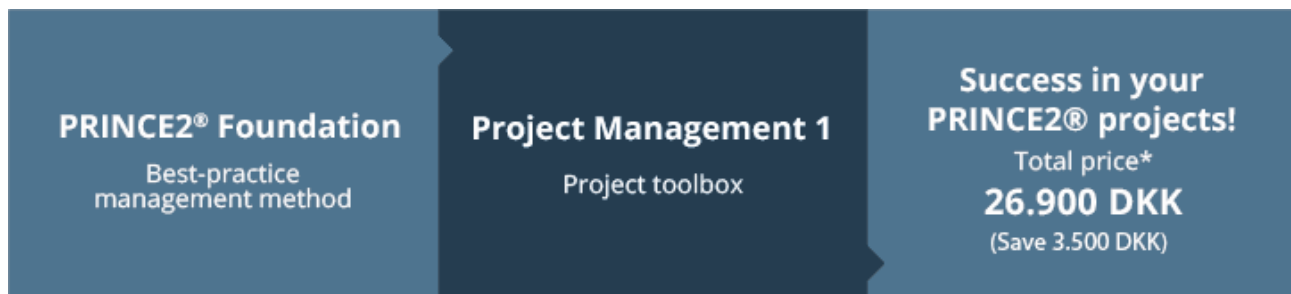 PRINCE2® Foundation
Best-practice
management method
Project Management 1
Project toolbox
Success in your
PRINCE2® projects!
Total price*
26.900 DKK
(Save 3.500 DKK)